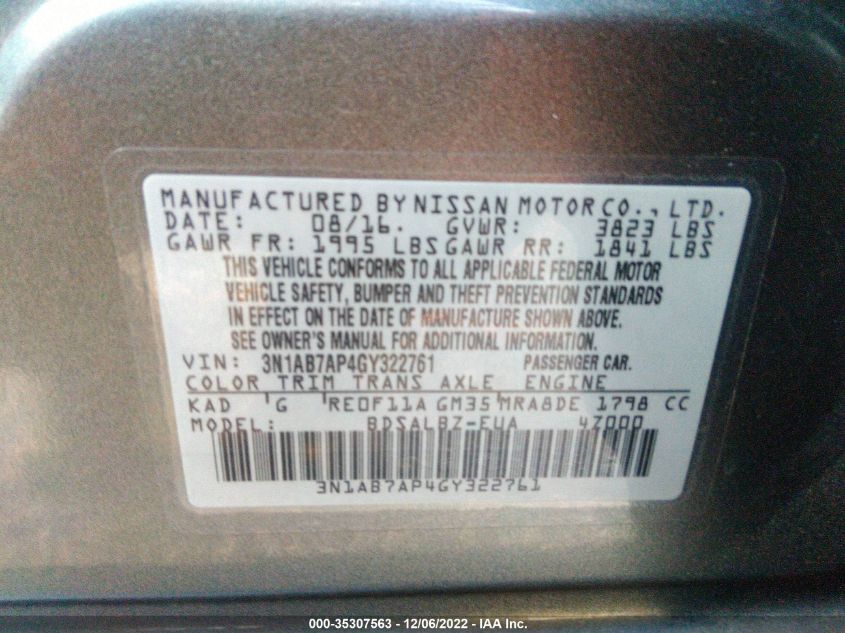 MANUFACTURED BY NISSAN MOTOR CO., LTD.
DATE: 08/16. GVWR: 3823 LBS
GAWR FR: 1995 LBS GAWR RR: 1841 LBS
THIS VEHICLE CONFORMS TO ALL APPLICABLE FEDERAL MOTOR
VEHICLE SAFETY, BUMPER AND THEFT PREVENTION STANDARDS
IN EFFECT ON THE DATE OF MANUFACTURE SHOWN ABOVE.
SEE OWNER'S MANUAL FOR ADDITIONAL INFORMATION.
VIN: 3N1AB7AP4GY322761 PASSENGER CAR.
COLOR TRIM TRANS AXLE ENGINE
KAD G RE0F11A GM35 MRA8DE 1798 CC
MODEL: BDSALBZ-EUA 4Z000
3N1AB7AP4GY322761
000-35307563 - 12/06/2022 - IAA Inc.